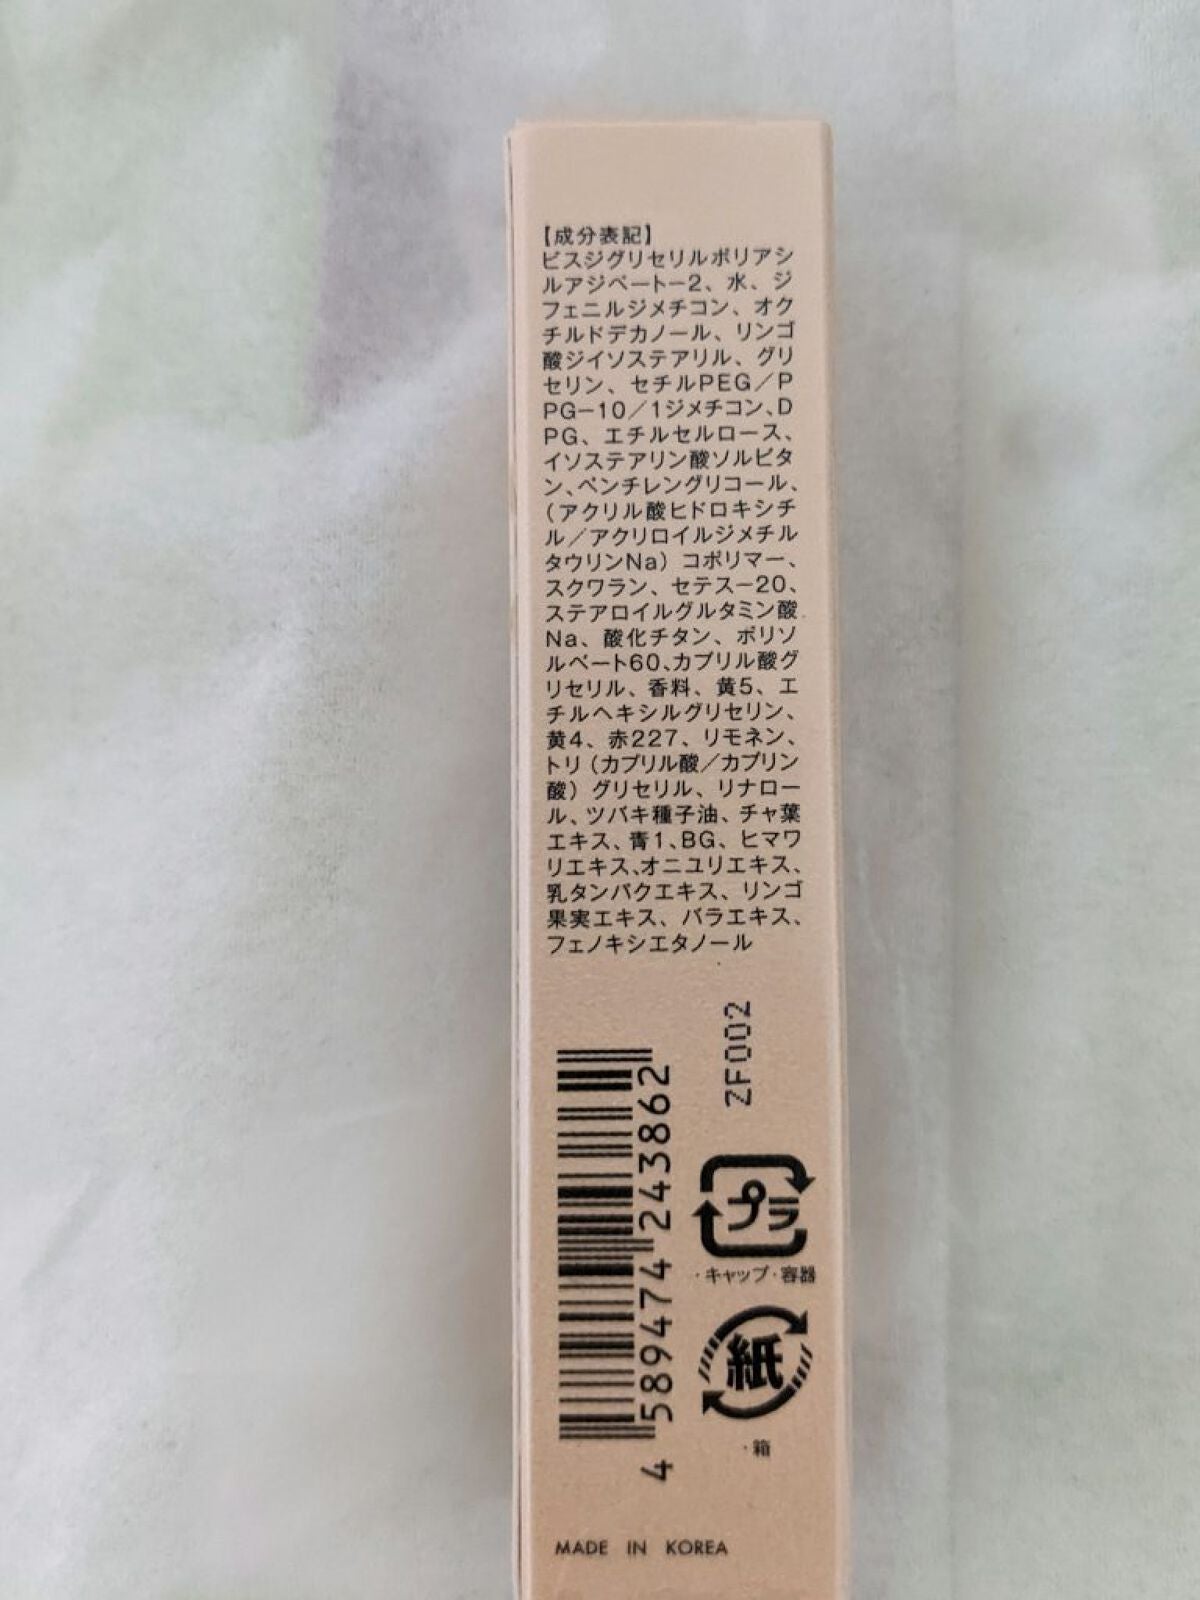 【成分表記】
ビスジグリセリルポリアシ
ルアジペート-2、水、ジ
フェニルジメチコン、オク
チルドデカノール、リンゴ
酸ジイソステアリル、グリ
セリン、セチルPEG/P
PG-10/1ジメチコン、D
PG、エチルセルロース、
イソステアリン酸ソルビタ
ン、ペンチレングリコール、
(アクリル酸ヒドロキシチ
ル/アクリロイルジメチル
タウリンNa)コポリマー、
スクワラン、セテス-20、
ステアロイルグルタミン酸
Na、酸化チタン、ポリソ
ルベート60、カプリル酸グ
リセリル、香料、黄5、エ
チルヘキシルグリセリン、
黄4、赤227、リモネン、
トリ(カプリル酸/カプリン
酸)グリセリル、リナロー
ル、ツバキ種子油、チャ葉
エキス、青1、BG、ヒマワ
リエキス、オニユリエキス、
乳タンパクエキス、リンゴ
果実エキス、バラエキス、
フェノキシエタノール
ZF002
4 589474 243862
プラ
・キャップ・容器
紙
・箱
MADE IN KOREA